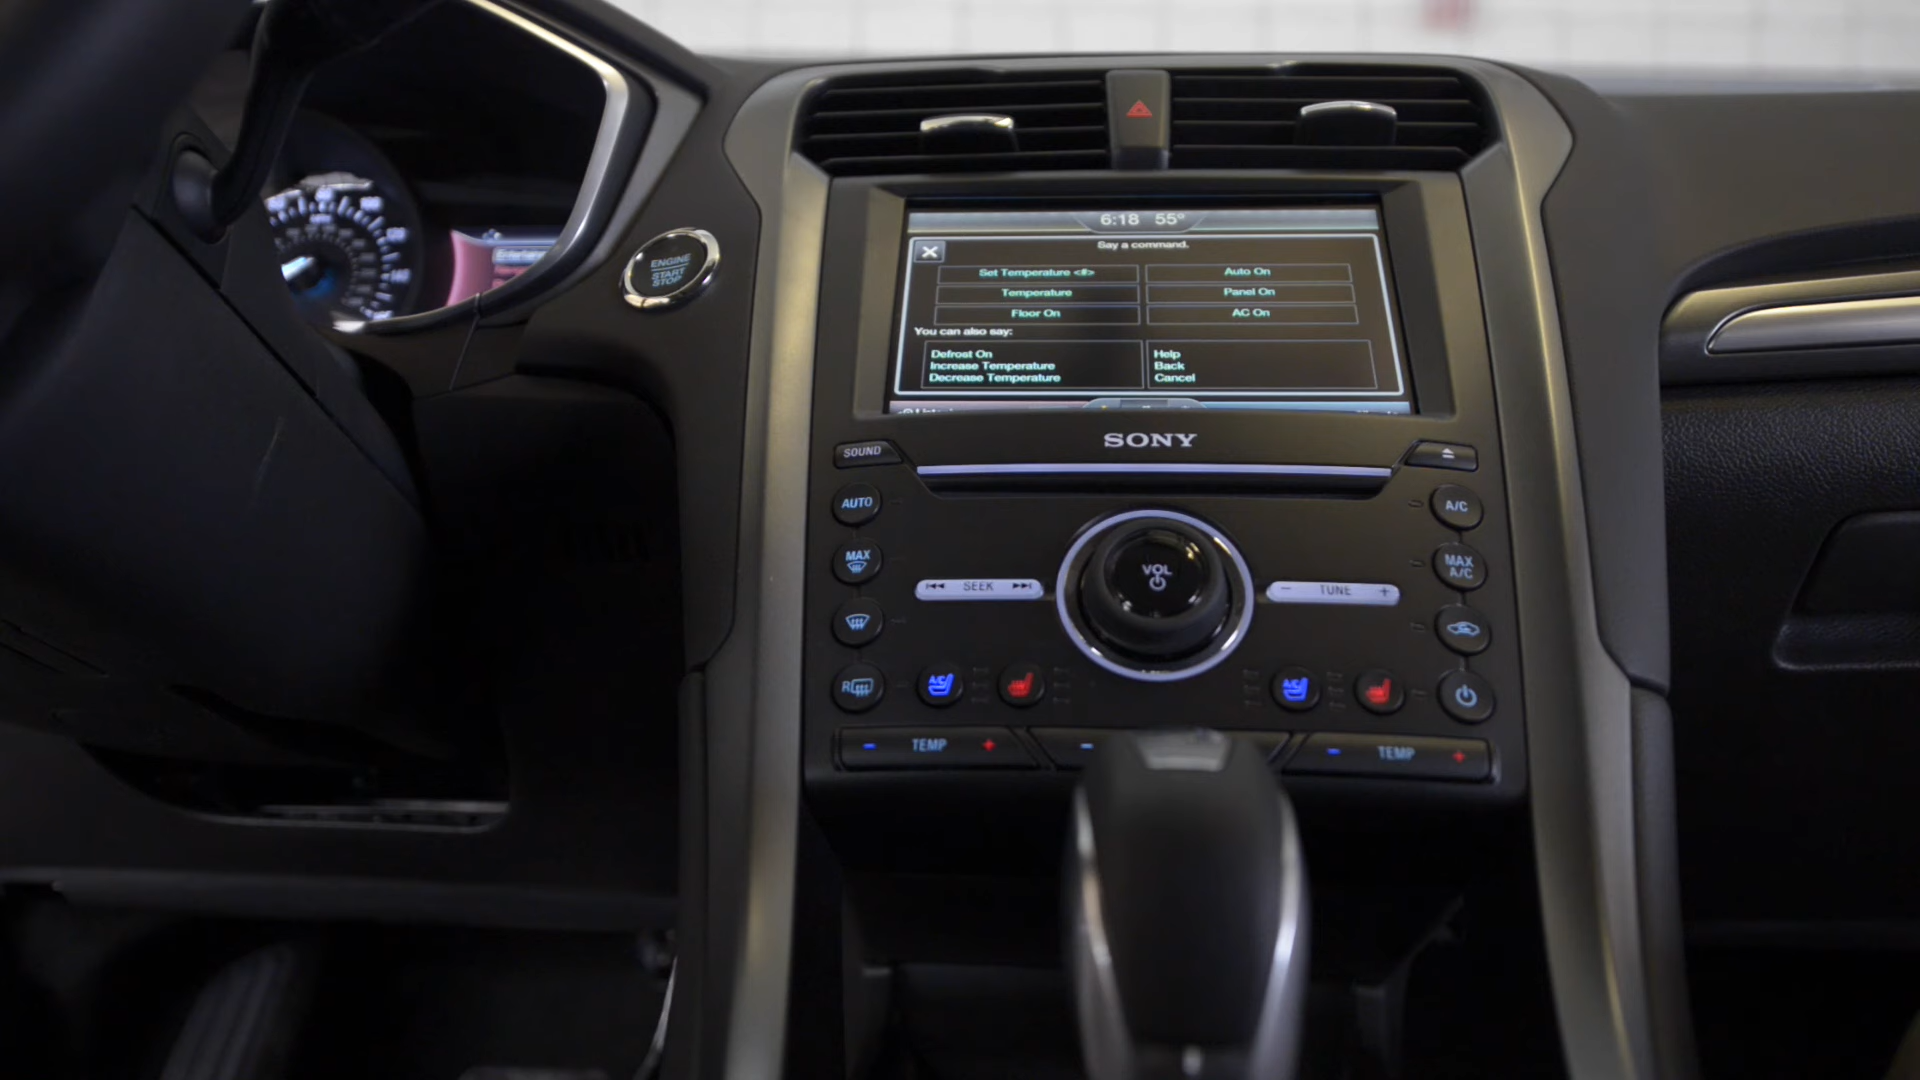 6:18 55°
Say a command.
Set Temperature <#> Auto On
Temperature Panel On
Floor On AC On
You can also say:
Defrost On Help
Increase Temperature Back
Decrease Temperature Cancel
ENGINE
START
STOP
SONY
SOUND
AUTO A/C
MAX
MAX
A/C
VOL
SEEK
TUNE
R
A/C A/C
- TEMP +
-
- TEMP +